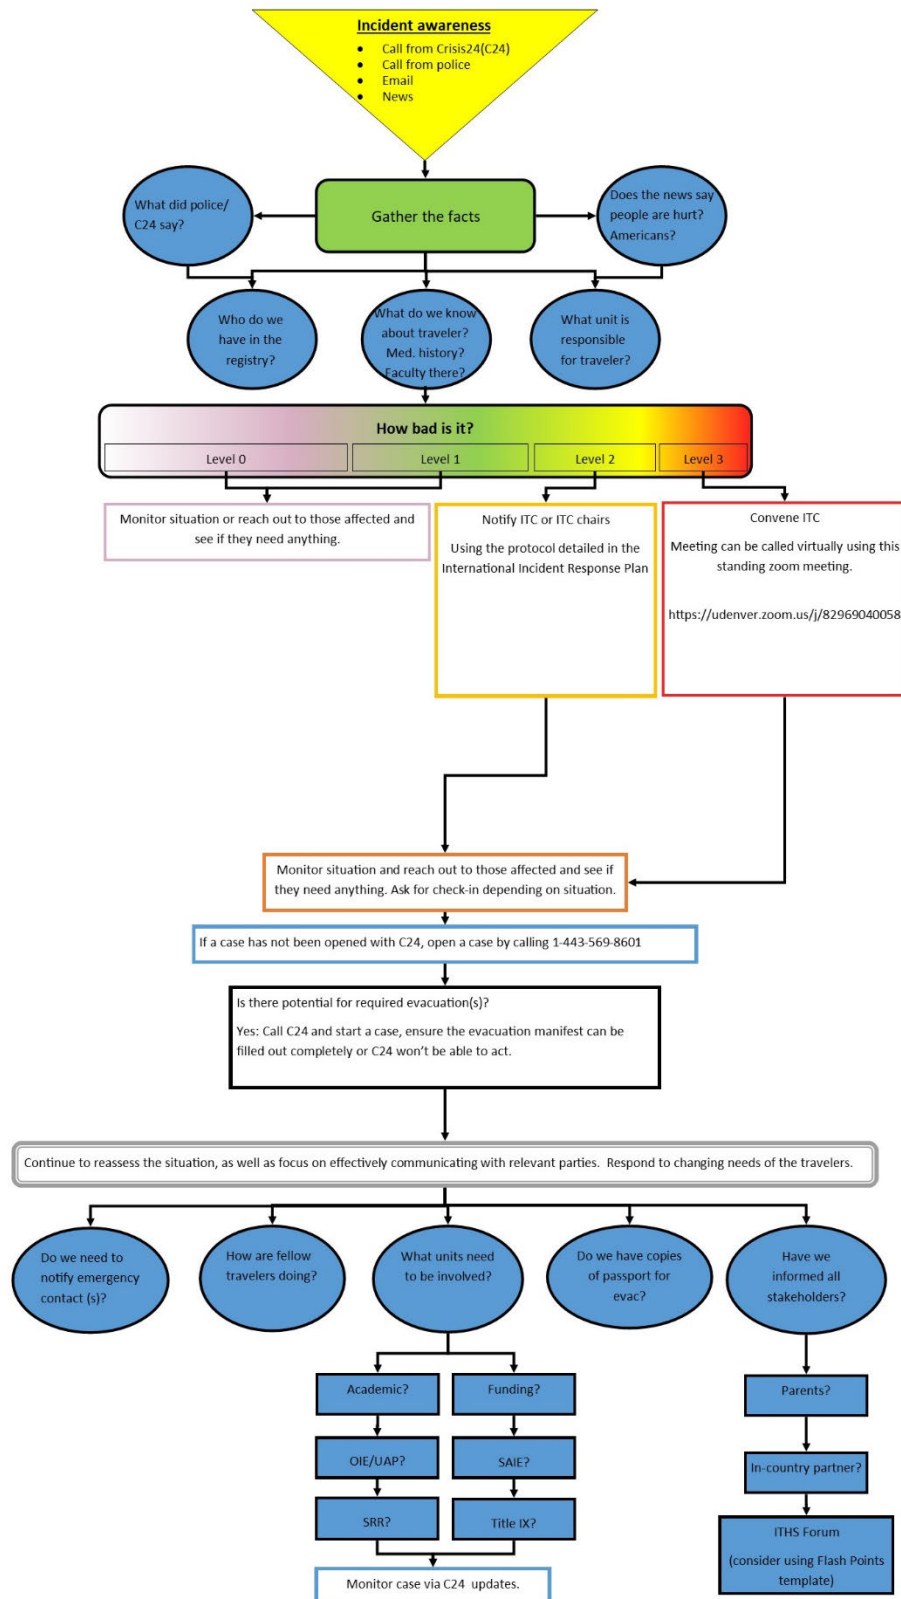 Incident awareness
• Call from Crisis24(C24)
• Call from police
• Email
• News
What did police/
C24 say?
Gather the facts
Does the news say
people are hurt?
Americans?
Who do we
have in the
registry?
What do we know
about traveler?
Med. history?
Faculty there?
What unit is
responsible
for traveler?
How bad is it?
Level 0
Level 1
Level 2
Level 3
Monitor situation or reach out to those affected and
see if they need anything.
Notify ITC or ITC chairs
Using the protocol detailed in the
International Incident Response Plan
Convene ITC
Meeting can be called virtually using this
standing zoom meeting.
https://udenver.zoom.us/j/82969040058
Monitor situation and reach out to those affected and see if
they need anything. Ask for check-in depending on situation.
If a case has not been opened with C24, open a case by calling 1-443-569-8601
Is there potential for required evacuation(s)?
Yes: Call C24 and start a case, ensure the evacuation manifest can be
filled out completely or C24 won’t be able to act.
Continue to reassess the situation, as well as focus on effectively communicating with relevant parties. Respond to changing needs of the travelers.
Do we need to
notify emergency
contact (s)?
How are fellow
travelers doing?
What units need
to be involved?
Do we have copies
of passport for
evac?
Have we
informed all
stakeholders?
Academic?
Funding?
Parents?
OIE/UAP?
SAIE?
In-country partner?
SRR?
Title IX?
ITHS Forum
(consider using Flash Points
template)
Monitor case via C24 updates.